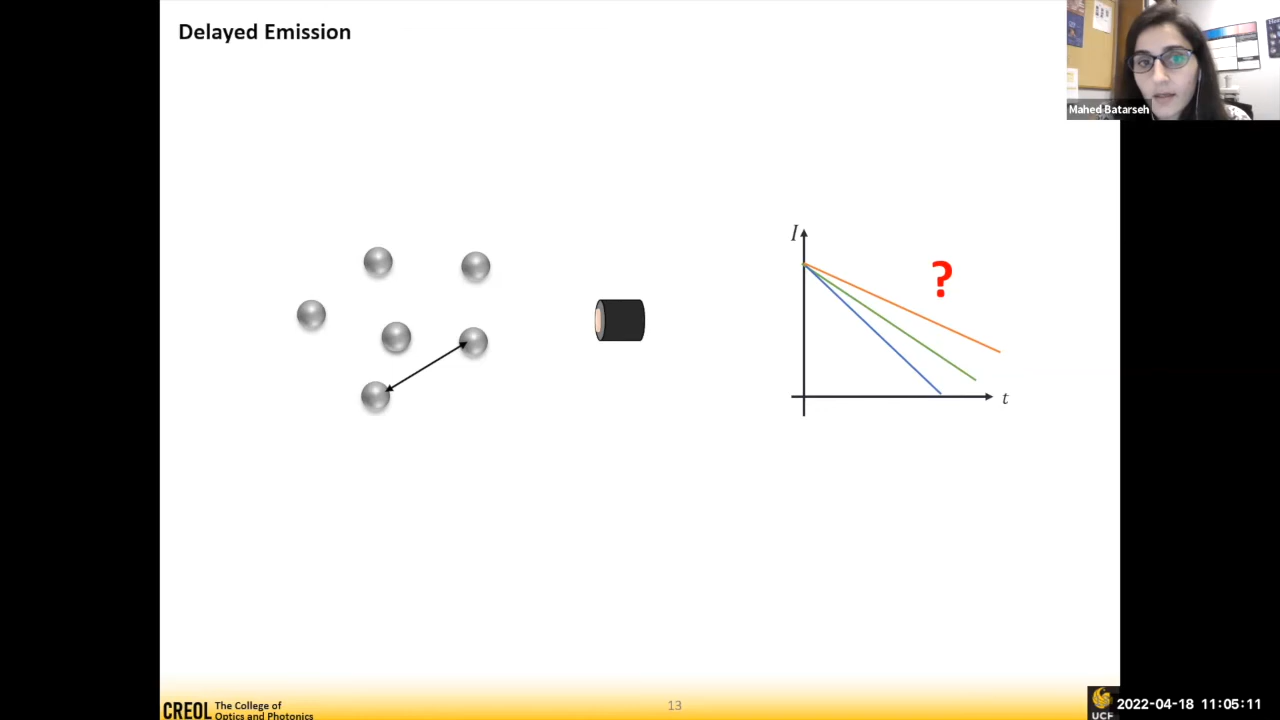 Delayed Emission
Mahed Batarseh
I
?
t
CREOL The College of
Optics and Photonics
13
UCF
2022-04-18 11:05:11